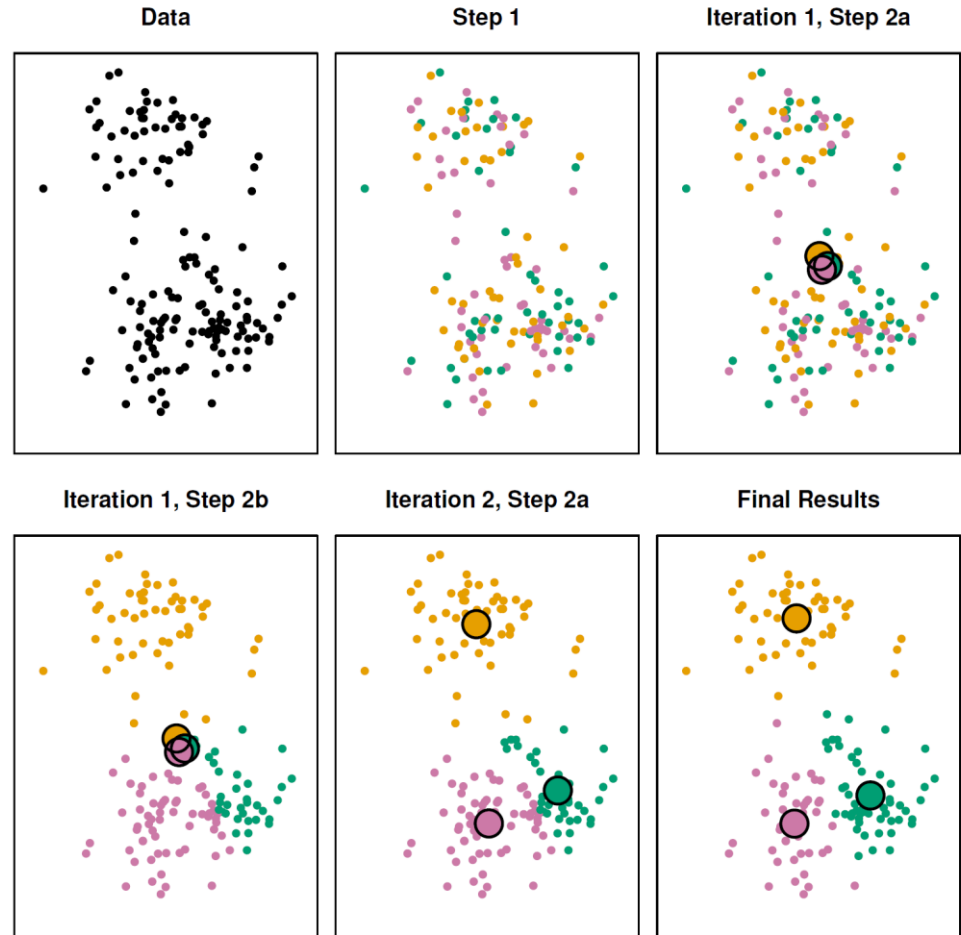 Data
Step 1
Iteration 1, Step 2a
Iteration 1, Step 2b
Iteration 2, Step 2a
Final Results